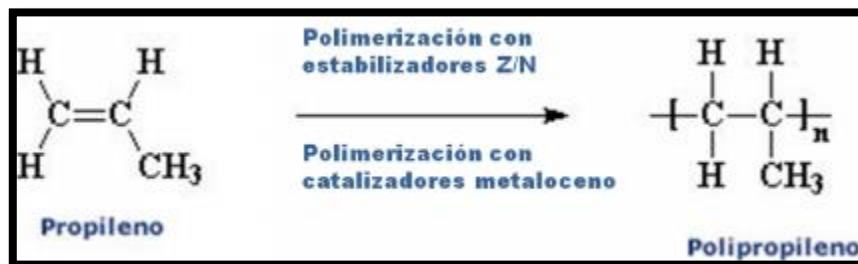 Polimerización con
estabilizadores Z/N
Polimerización con
catalizadores metaloceno
H H
C=C
H CH₃
Propileno
H H
-[-C-C-]-n
H CH₃
Polipropileno